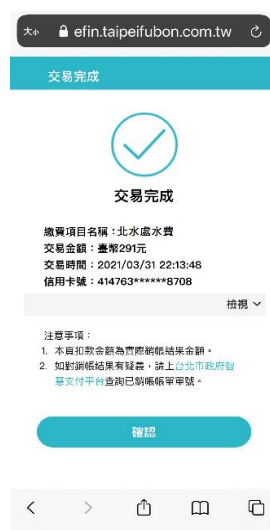 大小 efin.taipeifubon.com.tw
交易完成
交易完成
繳費項目名稱：北水處水費
交易金額：臺幣291元
交易時間：2021/03/31 22:13:48
信用卡號：414763******8708
檢視
注意事項：
1. 本頁扣款金額為實際銷帳結果金額。
2. 如對銷帳結果有疑義，請上台北市政府智
慧支付平台查詢已銷帳帳單單號。
確認